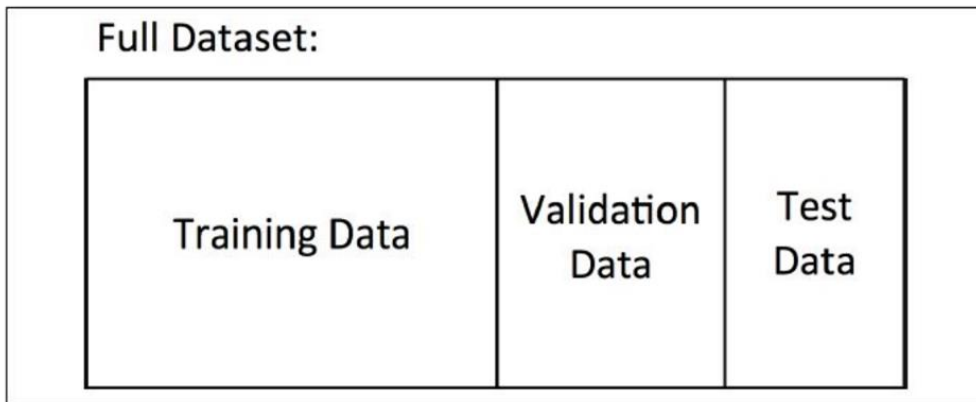 Full Dataset:
Training Data
Validation
Data
Test
Data